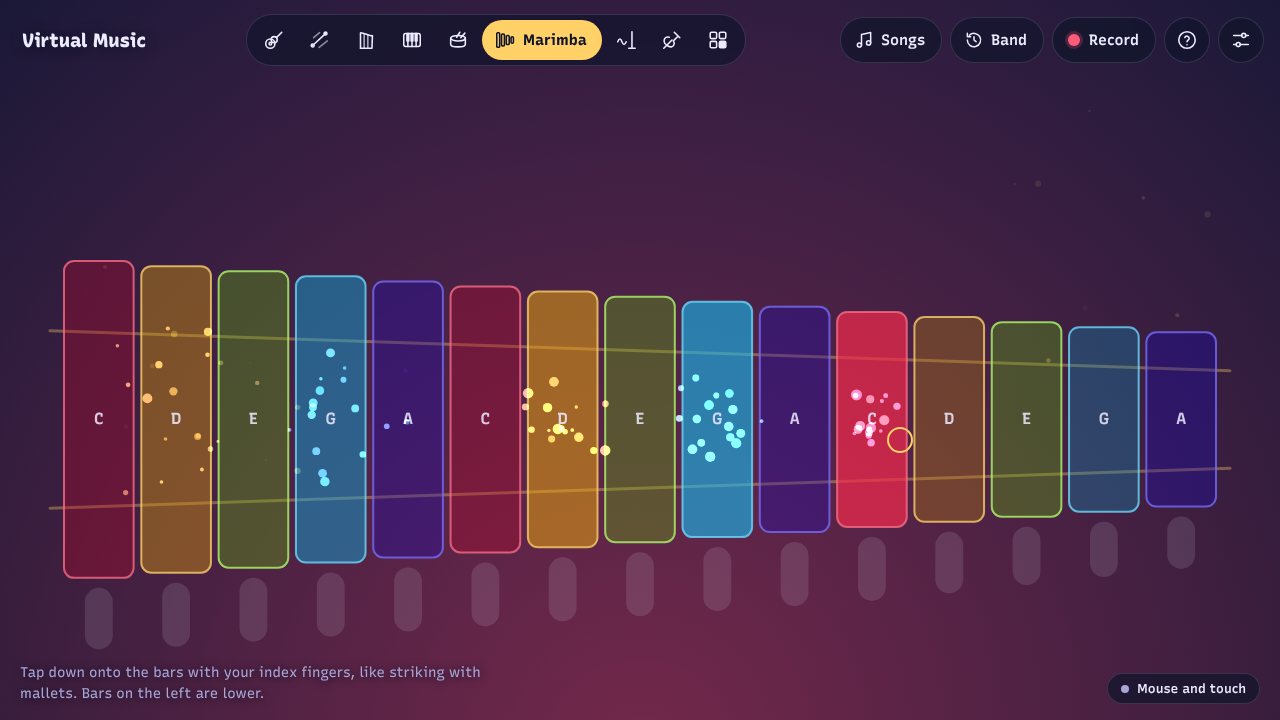 Virtual Music
Marimba
Songs
Band
Record
C D E G A C D E G A C D E G A
Tap down onto the bars with your index fingers, like striking with
mallets. Bars on the left are lower.
Mouse and touch